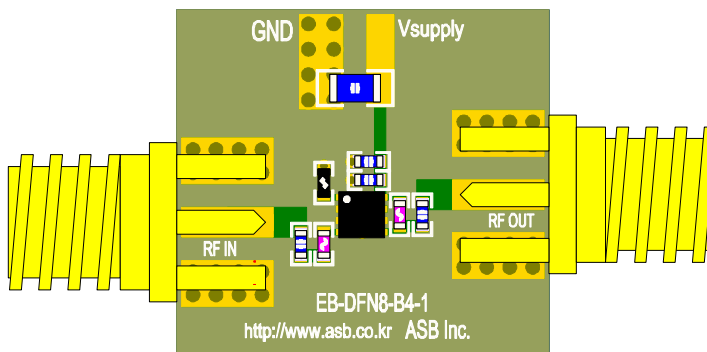 GND
Vsupply
RF IN
RF OUT
EB-DFN8-B4-1
http://www.asb.co.kr ASB Inc.